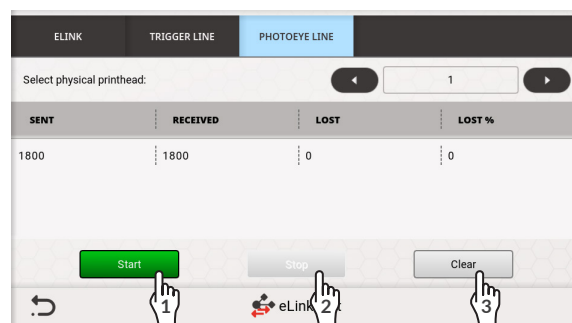 ELINK TRIGGER LINE PHOTOEYE LINE
Select physical printhead: 1
SENT RECEIVED LOST LOST %
1800 1800 0 0
Start Stop Clear
1 2 3
eLink